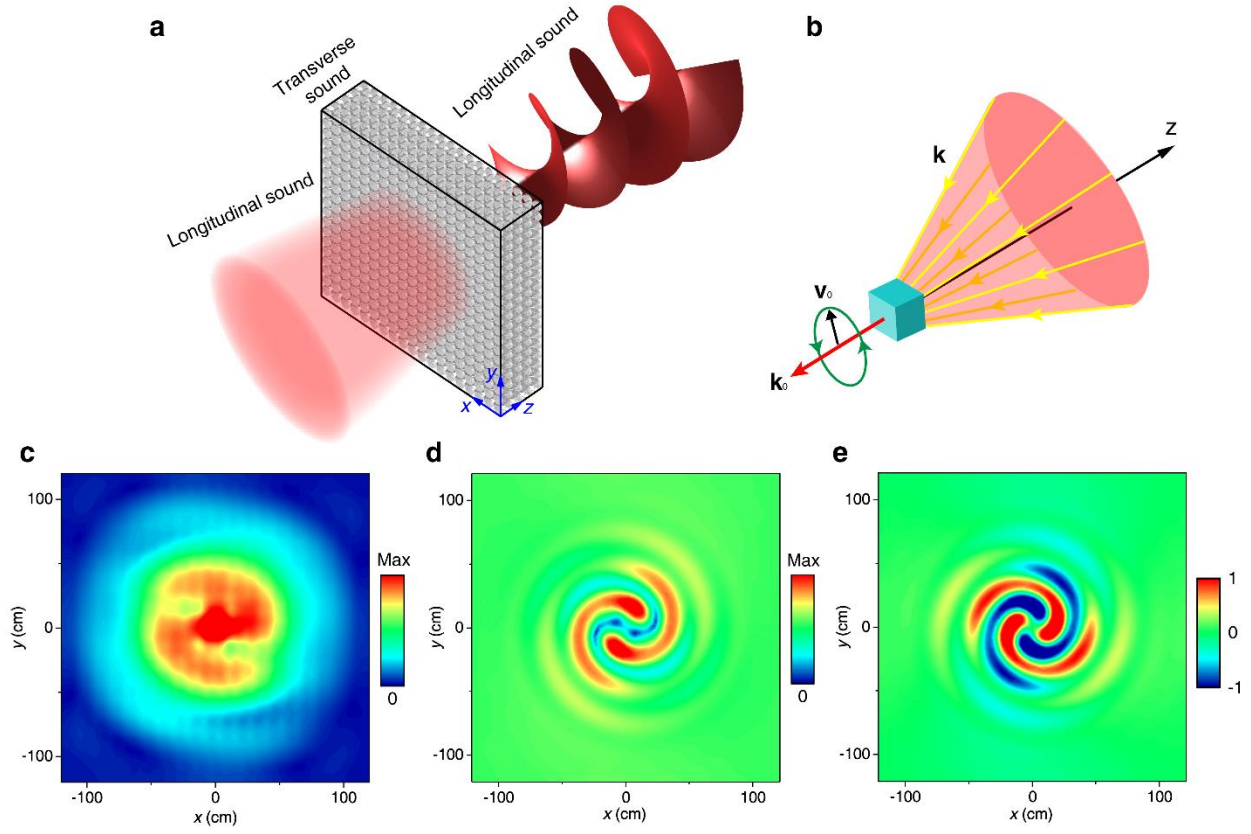 a
Transverse
sound
Longitudinal sound
Longitudinal sound
y
x
z
b
k
z
v₀
k₀
c
100
0
-100
y (cm)
-100
0
100
x (cm)
Max
0
d
100
0
-100
y (cm)
-100
0
100
x (cm)
Max
0
e
100
0
-100
y (cm)
-100
0
100
x (cm)
1
0
-1